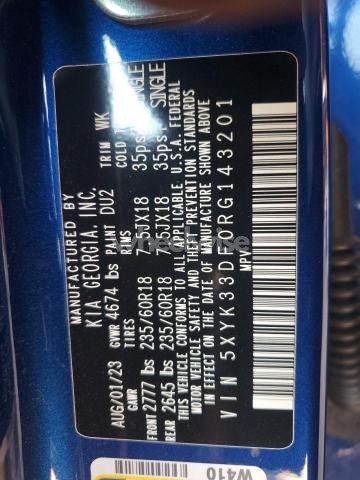 MANUFACTURED BY
KIA GEORGIA, INC.
AUG/01/23 GVWR 4674 lbs PAINT DU2 TRIM WK
GAWR TIRES RIMS COLD
FRONT 2777 lbs 235/60R18 7.5JX18 35psi SINGLE
REAR 2645 lbs 235/60R18 7.5JX18 35psi SINGLE
THIS VEHICLE CONFORMS TO ALL APPLICABLE U.S.A. FEDERAL
MOTOR VEHICLE SAFETY AND THEFT PREVENTION STANDARDS
IN EFFECT ON THE DATE OF MANUFACTURE SHOWN ABOVE
VIN 5XYK33DF0RG143201
MPV
W410